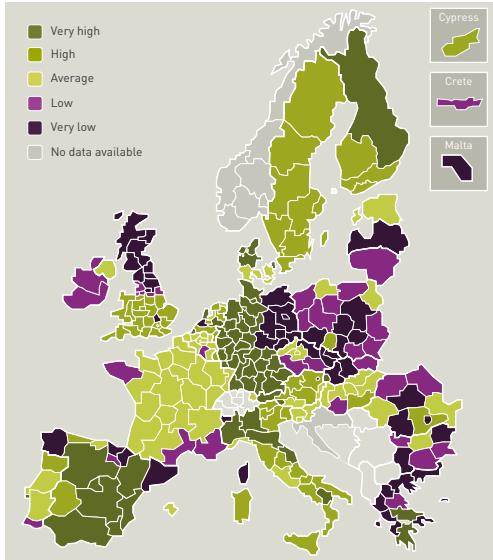 Very high
High
Average
Low
Very low
No data available
Cypress
Crete
Malta